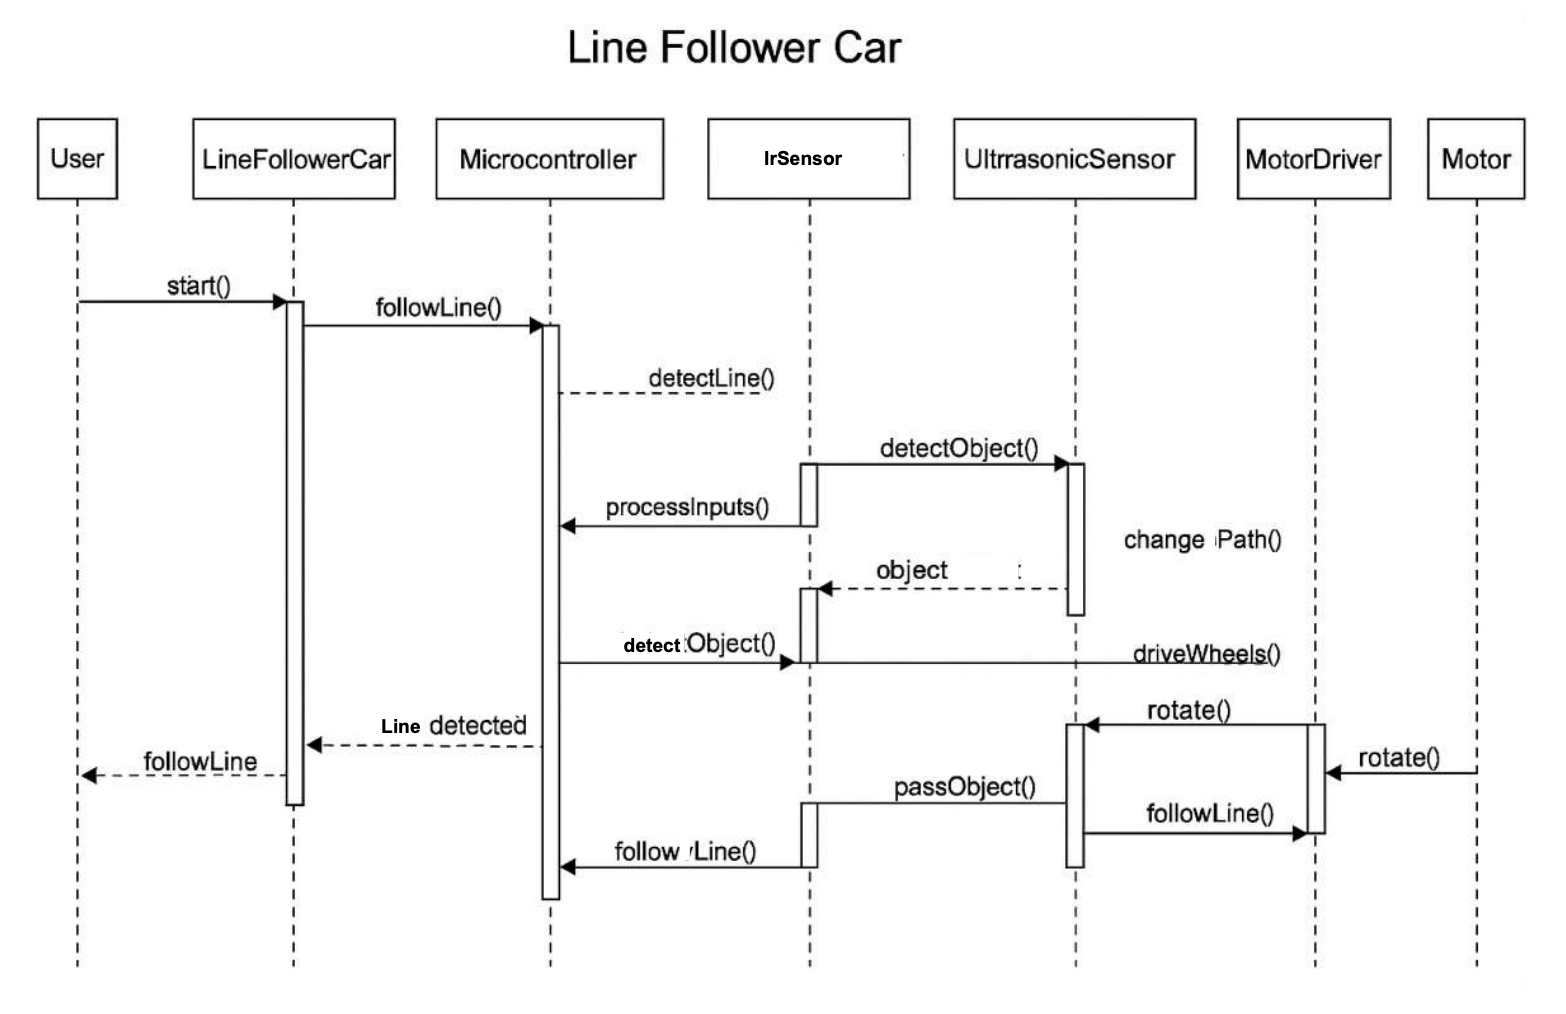 Line Follower Car
User
LineFollowerCar
Microcontroller
IrSensor
UltrrasonicSensor
MotorDriver
Motor
start()
followLine()
detectLine()
detectObject()
processInputs()
change Path()
object :
detect Object()
driveWheels()
rotate()
Line detected
followLine
rotate()
passObject()
followLine()
follow Line()